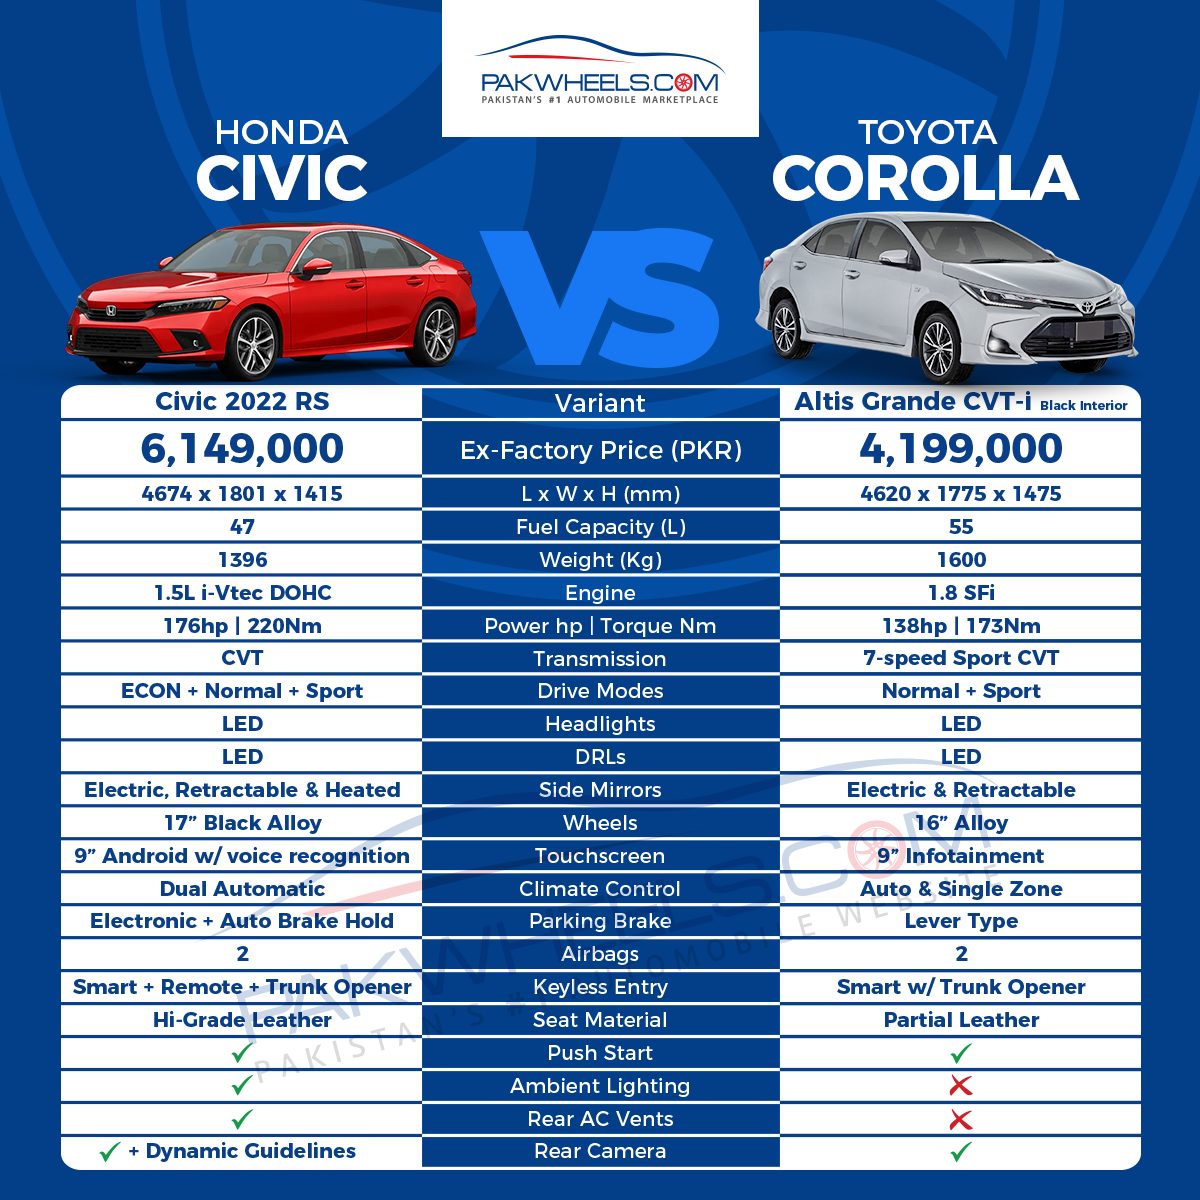 PAKWHEELS.COM
PAKISTAN'S #1 AUTOMOBILE MARKETPLACE
HONDA
CIVIC
VS
TOYOTA
COROLLA
Civic 2022 RS Variant Altis Grande CVT-i Black Interior
6,149,000 Ex-Factory Price (PKR) 4,199,000
4674 x 1801 x 1415 L x W x H (mm) 4620 x 1775 x 1475
47 Fuel Capacity (L) 55
1396 Weight (Kg) 1600
1.5L i-Vtec DOHC Engine 1.8 SFi
176hp | 220Nm Power hp | Torque Nm 138hp | 173Nm
CVT Transmission 7-speed Sport CVT
ECON + Normal + Sport Drive Modes Normal + Sport
LED Headlights LED
LED DRLs LED
Electric, Retractable & Heated Side Mirrors Electric & Retractable
17” Black Alloy Wheels 16” Alloy
9” Android w/ voice recognition Touchscreen 9” Infotainment
Dual Automatic Climate Control Auto & Single Zone
Electronic + Auto Brake Hold Parking Brake Lever Type
2 Airbags 2
Smart + Remote + Trunk Opener Keyless Entry Smart w/ Trunk Opener
Hi-Grade Leather Seat Material Partial Leather
✓ Push Start ✓
✓ Ambient Lighting ✗
✓ Rear AC Vents ✗
✓ + Dynamic Guidelines Rear Camera ✓
PAKWHEELS.COM
PAKISTAN'S #1 AUTOMOBILE WEBSITE